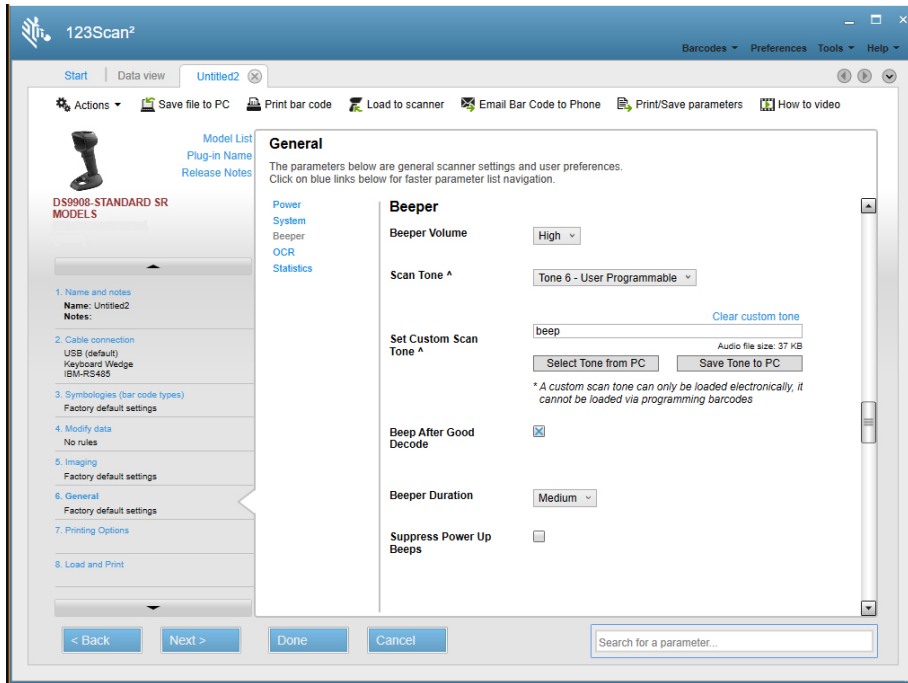 123Scan²
Barcodes Preferences Tools Help
Start Data view Untitled2
Actions Save file to PC Print bar code Load to scanner Email Bar Code to Phone Print/Save parameters How to video
Model List
Plug-in Name
Release Notes
DS9908-STANDARD SR
MODELS
1. Name and notes
Name: Untitled2
Notes:
2. Cable connection
USB (default)
Keyboard Wedge
IBM-RS485
3. Symbologies (bar code types)
Factory default settings
4. Modify data
No rules
5. Imaging
Factory default settings
6. General
Factory default settings
7. Printing Options
8. Load and Print
General
The parameters below are general scanner settings and user preferences.
Click on blue links below for faster parameter list navigation.
Power
System
Beeper
OCR
Statistics
Beeper
Beeper Volume High
Scan Tone ^ Tone 6 - User Programmable
Clear custom tone
Set Custom Scan
Tone ^
beep
Audio file size: 37 KB
Select Tone from PC Save Tone to PC
* A custom scan tone can only be loaded electronically, it
cannot be loaded via programming barcodes
Beep After Good
Decode
Beeper Duration Medium
Suppress Power Up
Beeps
< Back Next > Done Cancel Search for a parameter...